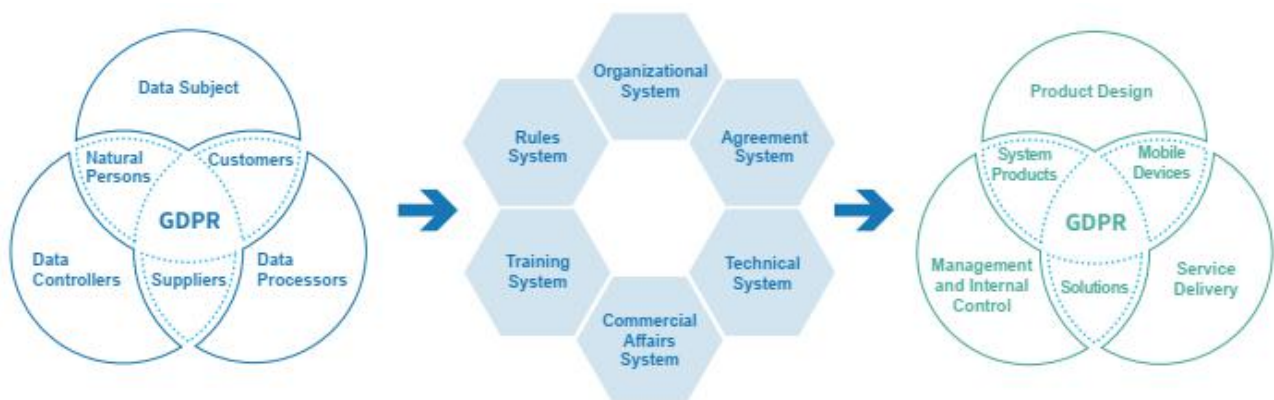 Data Subject
Natural
Persons
Customers
GDPR
Data
Controllers
Suppliers
Data
Processors
Organizational
System
Rules
System
Agreement
System
Training
System
Technical
System
Commercial
Affairs
System
Product Design
System
Products
Mobile
Devices
GDPR
Management
and Internal
Control
Solutions
Service
Delivery